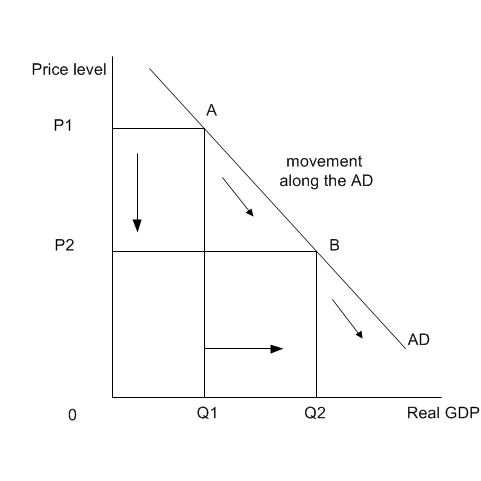 Price level
A
P1
movement
along the AD
P2
B
AD
0
Q1
Q2
Real GDP